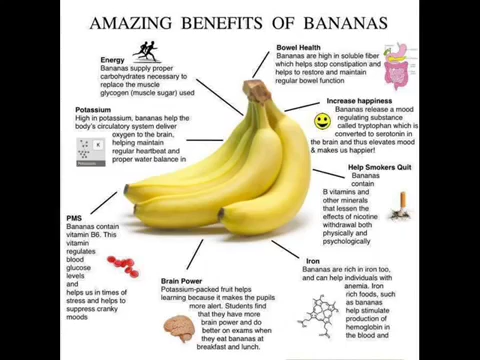 AMAZING BENEFITS OF BANANAS
Energy
Bananas supply proper
carbohydrates necessary to
replace the muscle
glycogen (muscle sugar) used
Bowel Health
Bananas are high in soluble fiber
which helps stop constipation and
helps to restore and maintain
regular bowel function
Potassium
High in potassium, bananas help the
body's circulatory system deliver
oxygen to the brain,
helping maintain
regular heartbeat and
proper water balance in
K
Increase happiness
Bananas release a mood
regulating substance
called tryptophan which is
converted to serotonin in
the brain and thus elevates mood
& makes us happier!
Help Smokers Quit
Bananas
contain
B vitamins and
other minerals
that lessen the
effects of nicotine
withdrawal both
physically and
psychologically
PMS
Bananas contain
vitamin B6. This
vitamin
regulates
blood
glucose
levels
and
helps us in times of
stress and helps to
suppress cranky
moods
Brain Power
Potassium-packed fruit helps
learning because it makes the pupils
more alert. Students find
that they have more
brain power and do
better on exams when
they eat bananas at
breakfast and lunch.
Iron
Bananas are rich in iron too,
and can help individuals with
anemia. Iron
rich foods,
such as
bananas
help stimulate
production of
hemoglobin in
the blood and